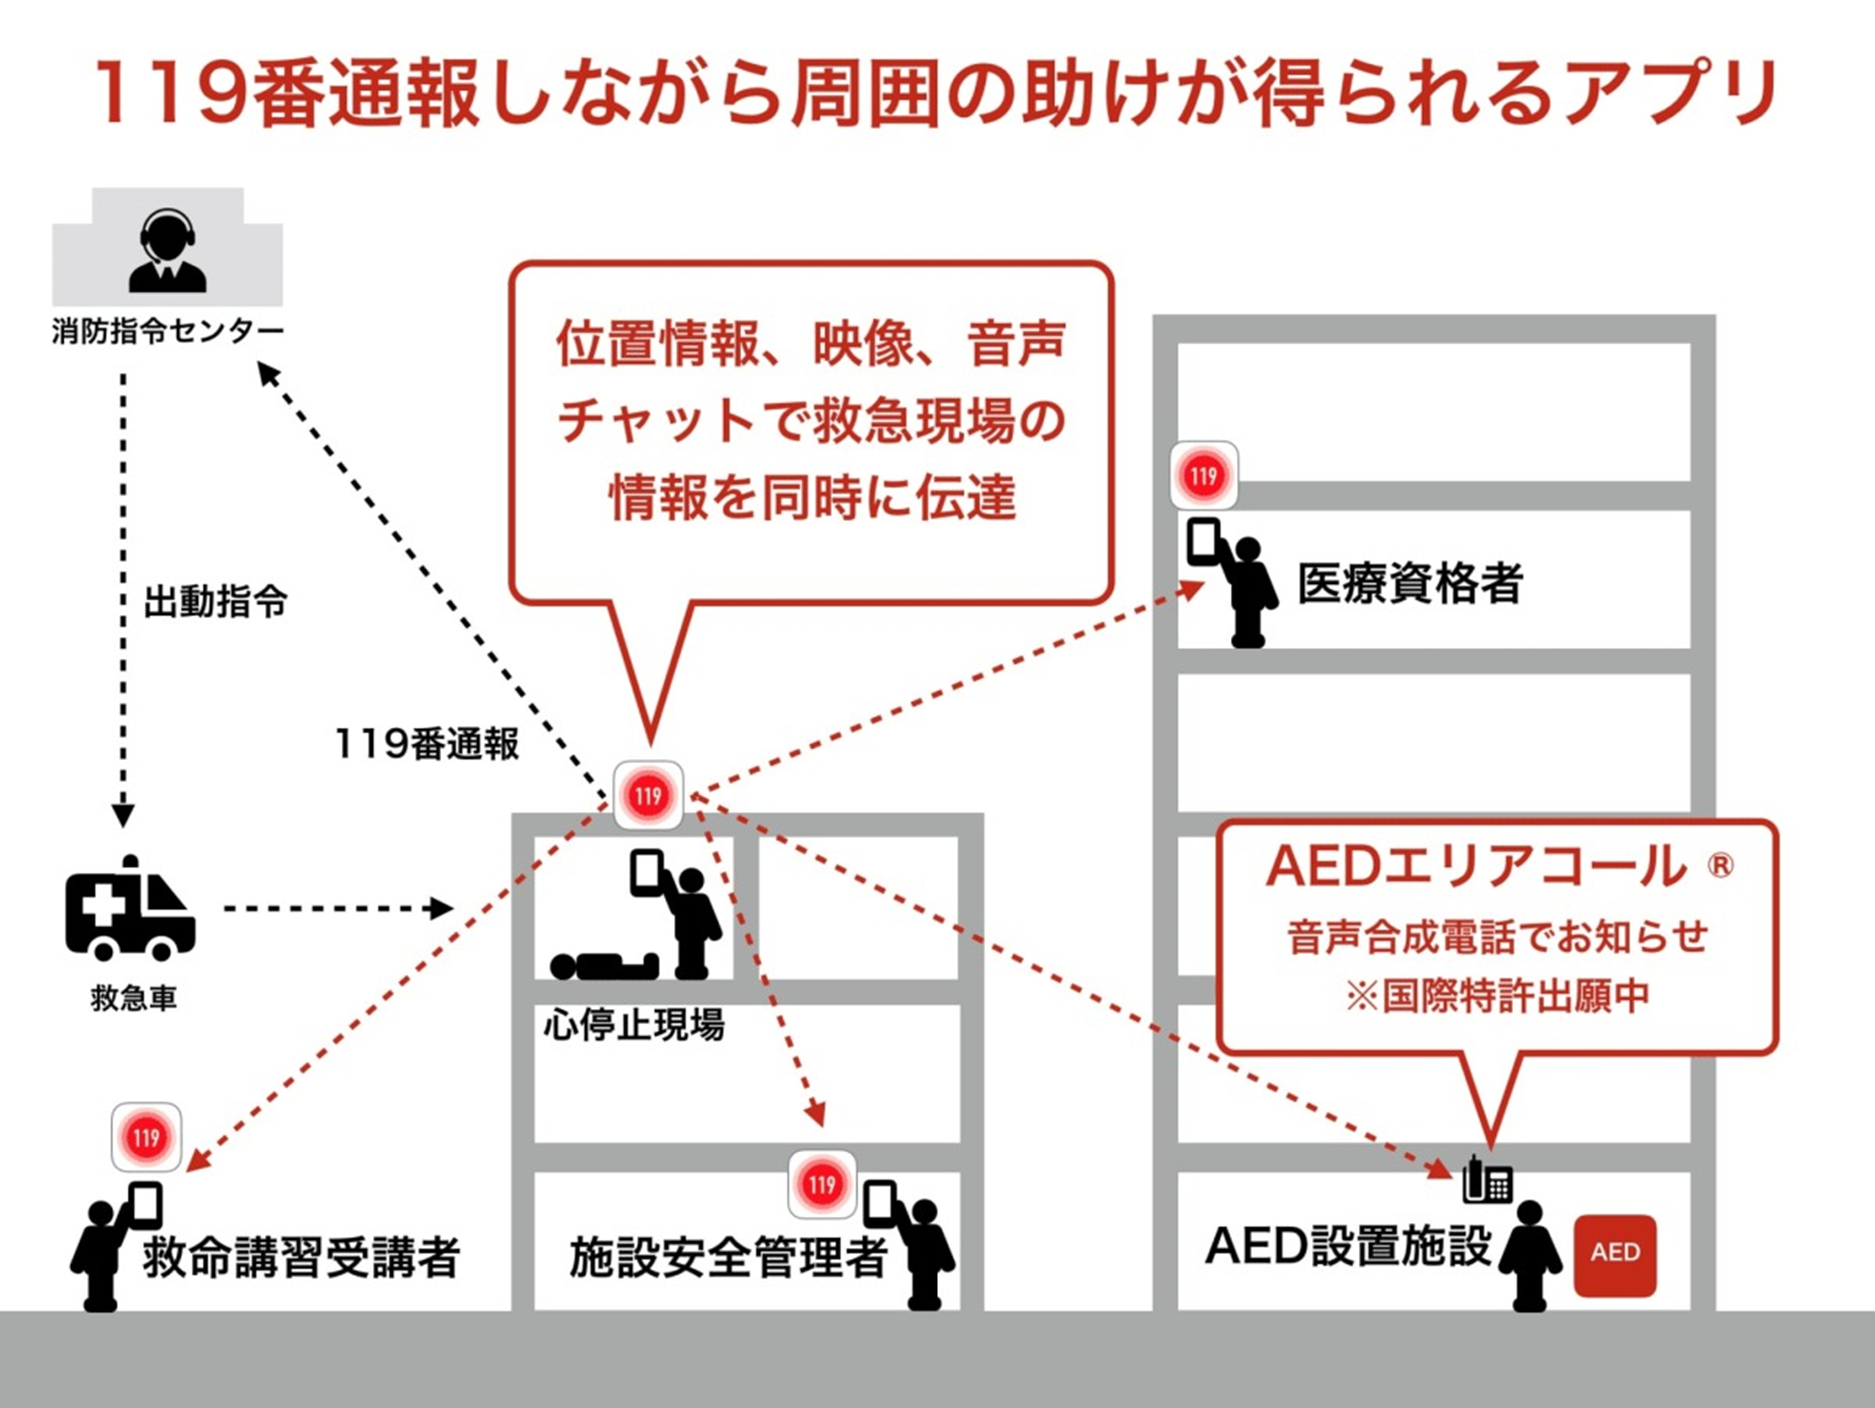 119番通報しながら周囲の助けが得られるアプリ
消防指令センター
位置情報、映像、音声
チャットで救急現場の
情報を同時に伝達
119
医療資格者
出動指令
119番通報
119
AEDエリアコール ®
音声合成電話でお知らせ
※国際特許出願中
救急車
心停止現場
119
救命講習受講者
119
施設安全管理者
AED設置施設
AED